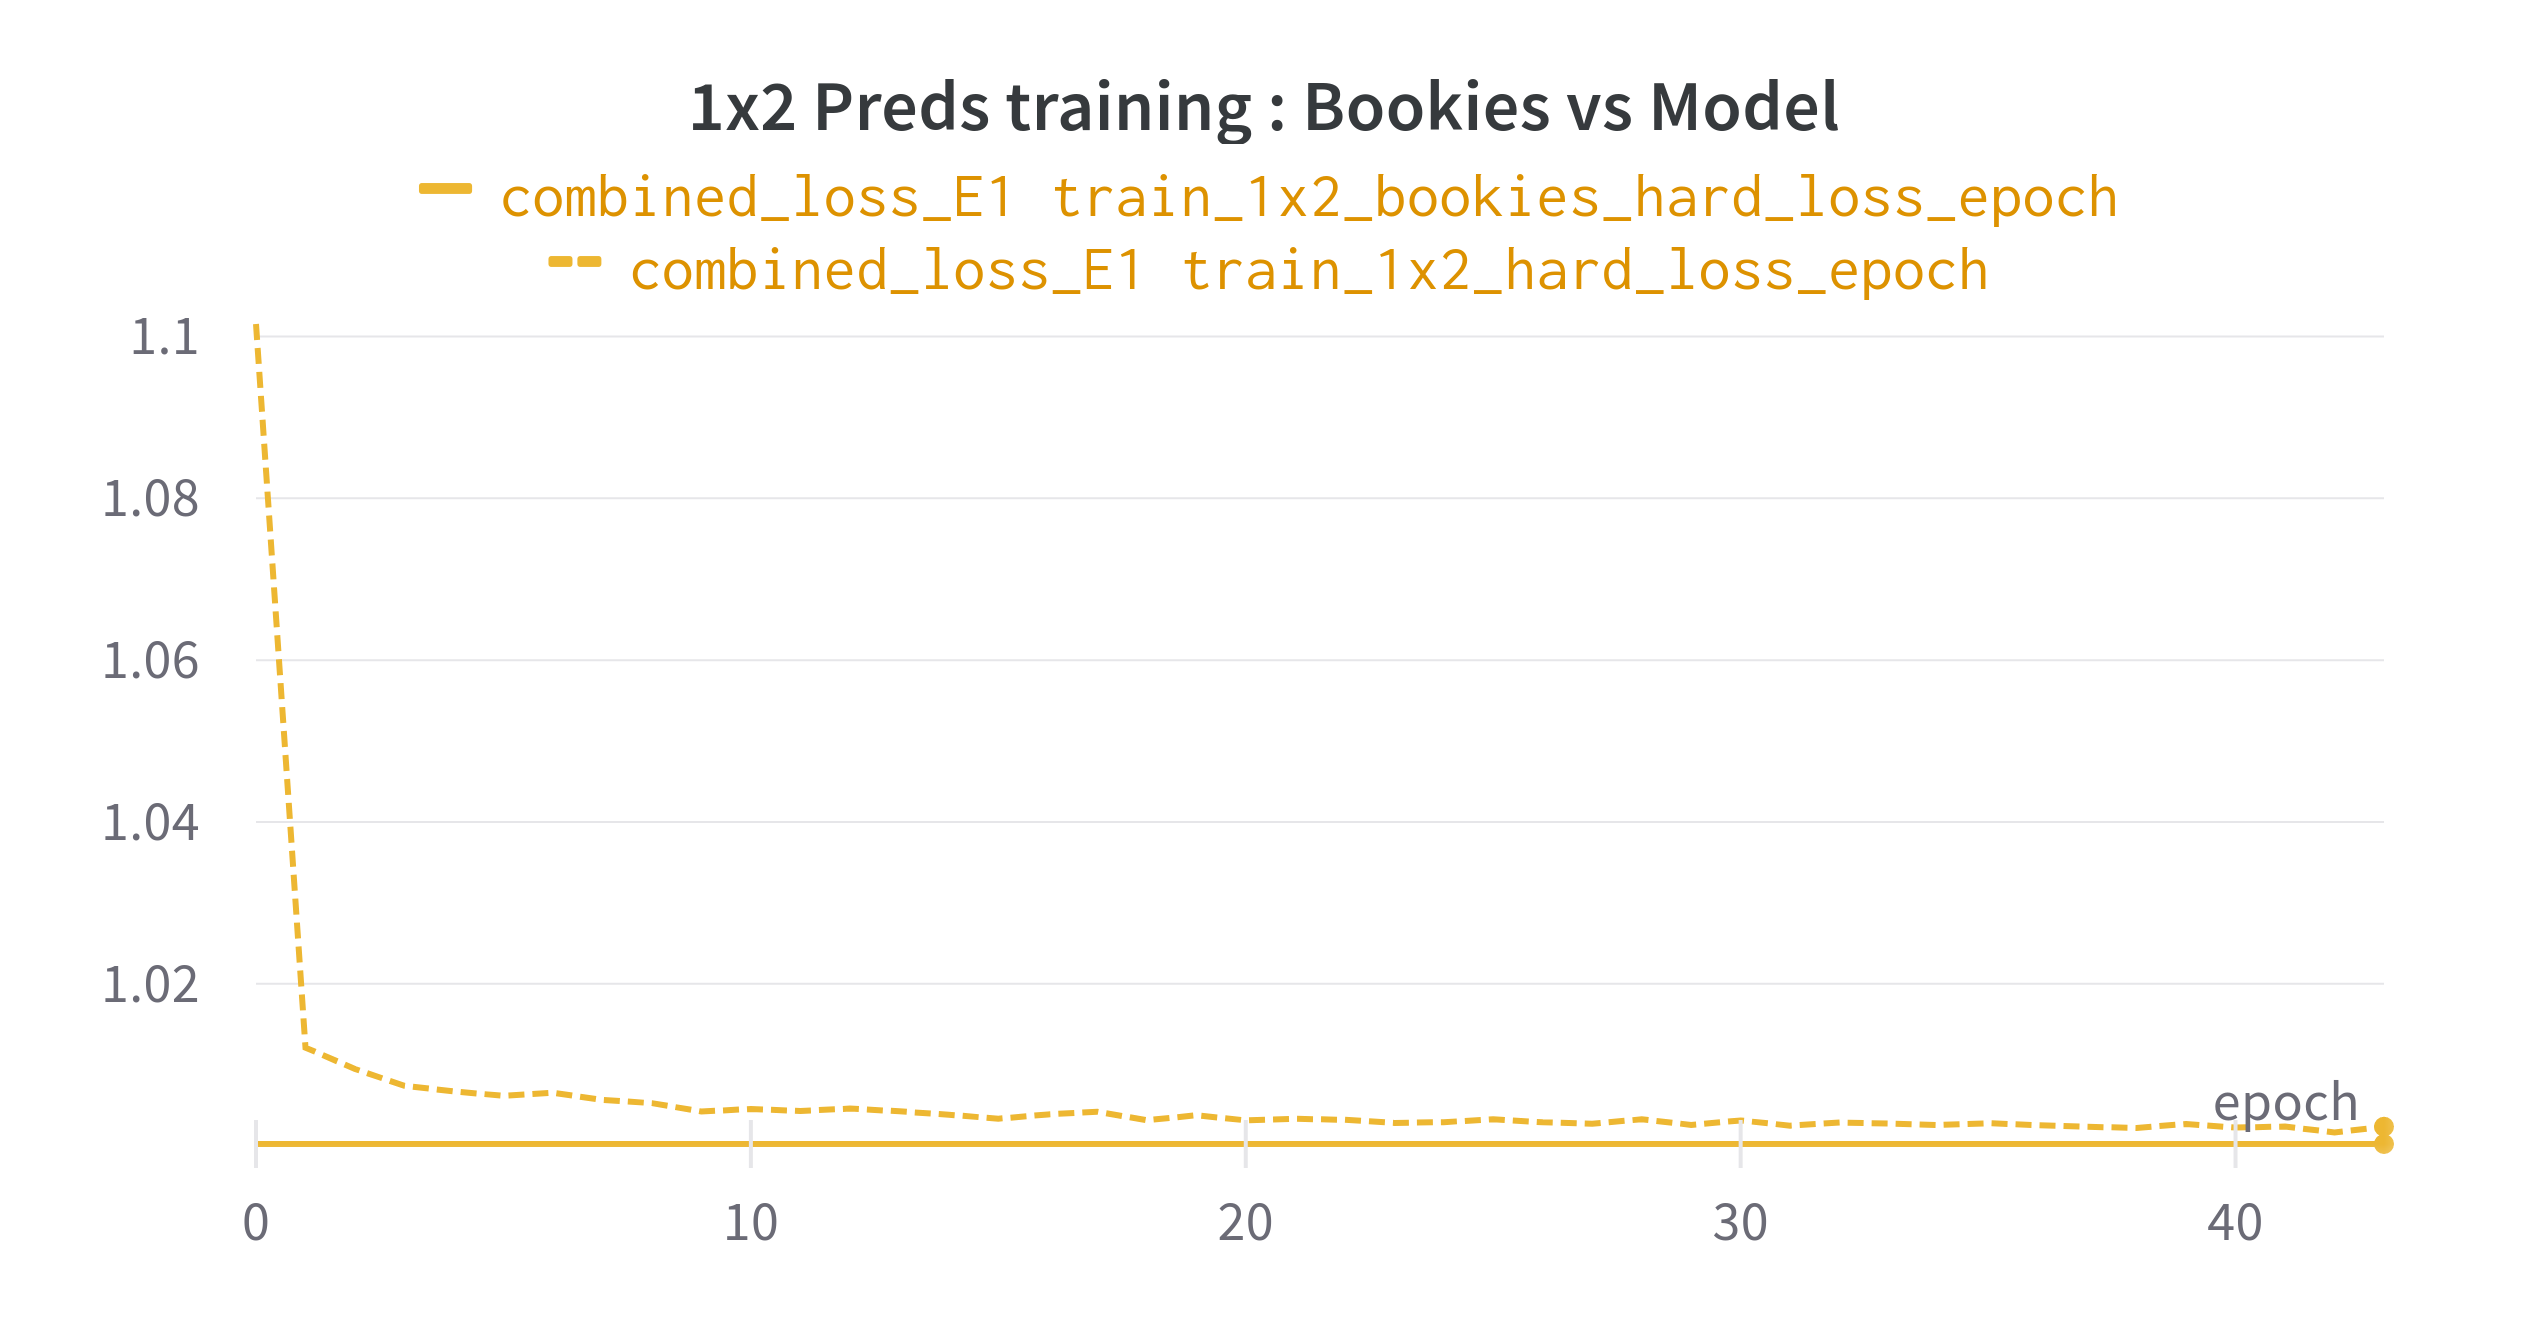 1x2 Preds training : Bookies vs Model
combined_loss_E1 train_1x2_bookies_hard_loss_epoch
combined_loss_E1 train_1x2_hard_loss_epoch
1.1
1.08
1.06
1.04
1.02
epoch
0 10 20 30 40